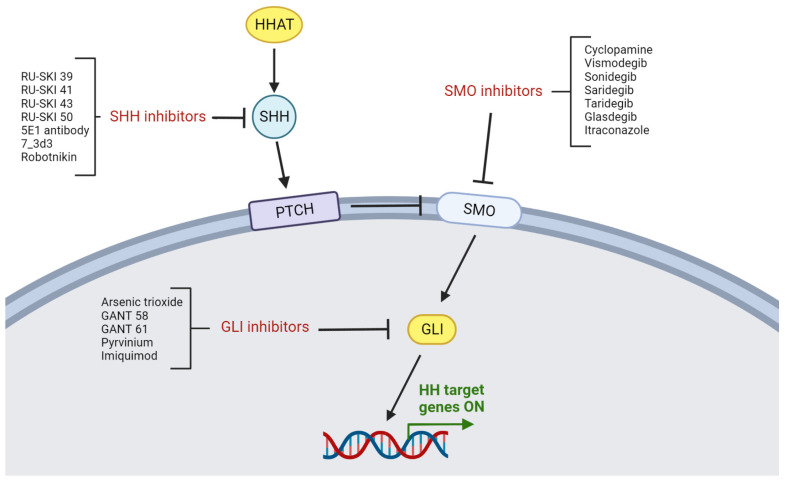 HHAT
RU-SKI 39
RU-SKI 41
RU-SKI 43
RU-SKI 50
5E1 antibody
7_3d3
Robotnikin
SHH inhibitors
SHH
SMO inhibitors
Cyclopamine
Vismodegib
Sonidegib
Saridegib
Taridegib
Glasdegib
Itraconazole
PTCH
SMO
Arsenic trioxide
GANT 58
GANT 61
Pyrvinium
Imiquimod
GLI inhibitors
GLI
HH target
genes ON